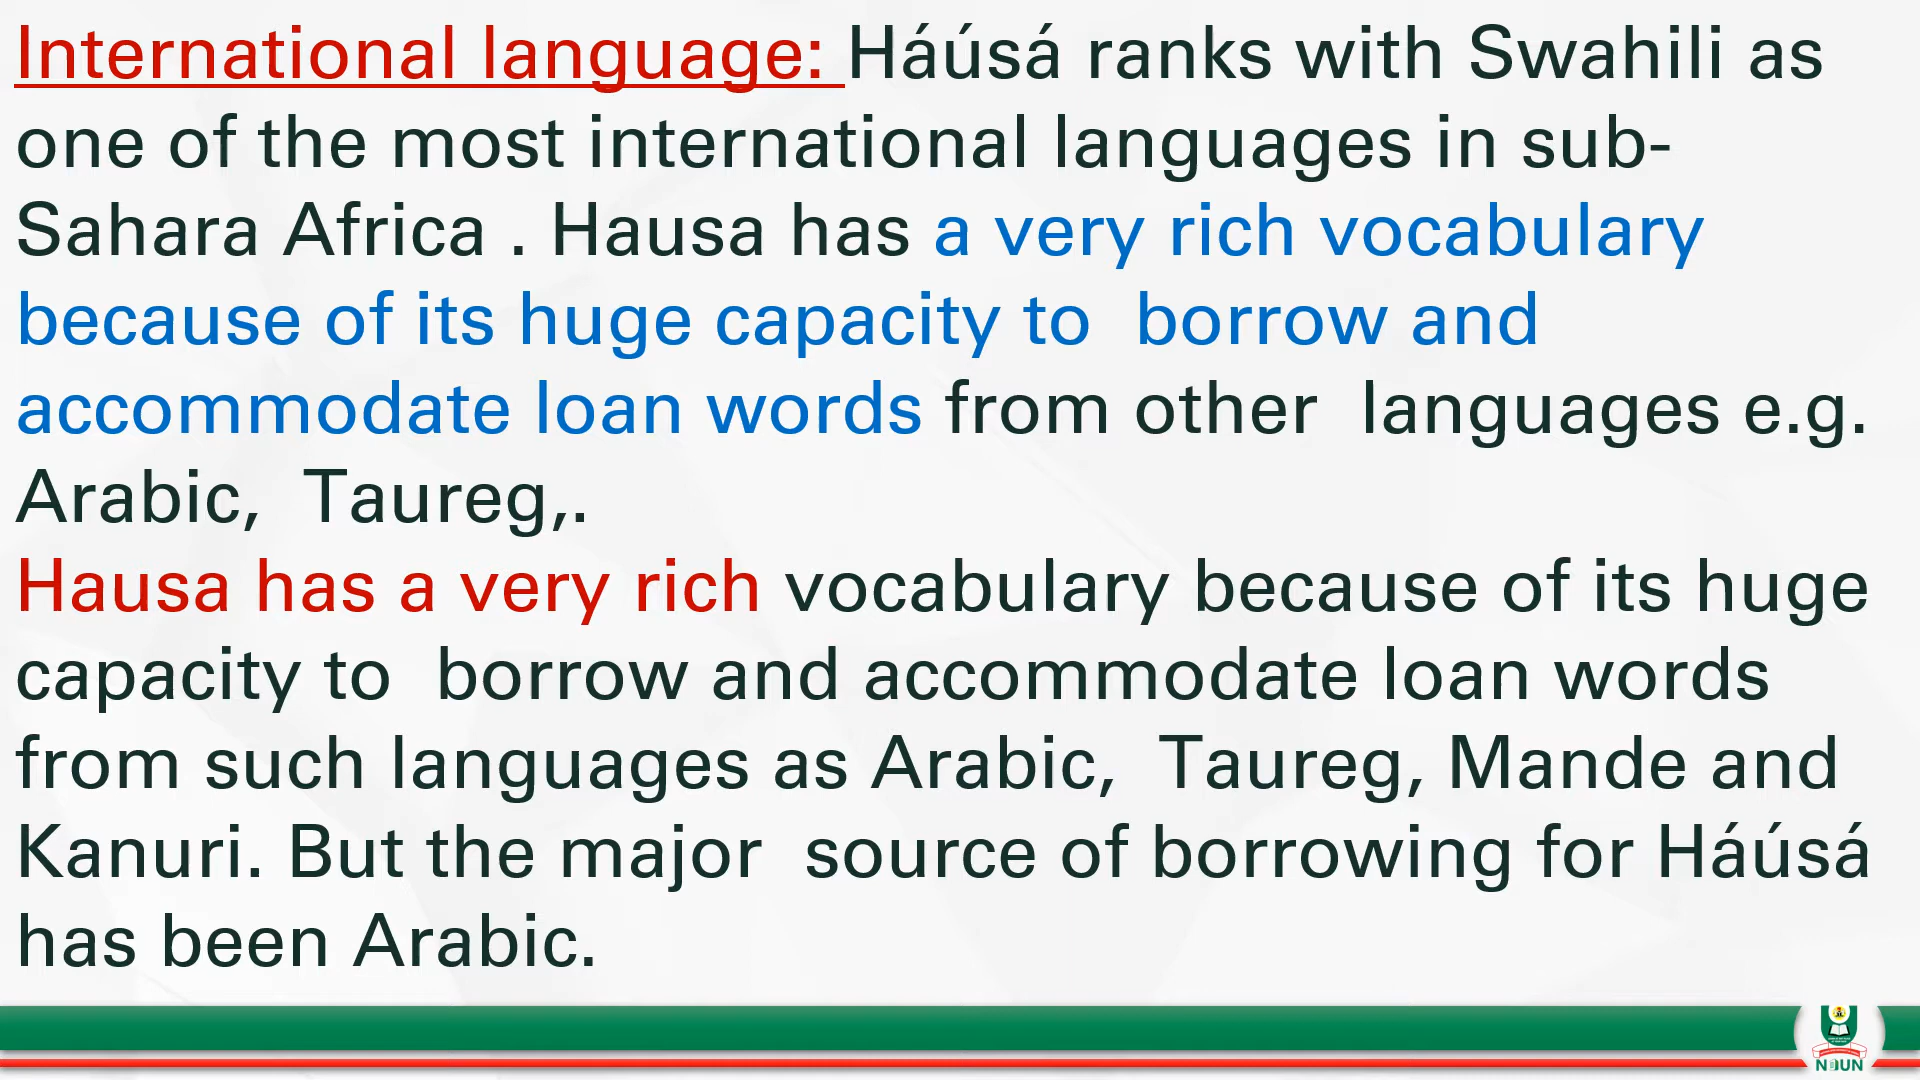 International language: Háúsá ranks with Swahili as
one of the most international languages in sub-
Sahara Africa . Hausa has a very rich vocabulary
because of its huge capacity to  borrow and
accommodate loan words from other  languages e.g.
Arabic,  Taureg,.
Hausa has a very rich vocabulary because of its huge
capacity to  borrow and accommodate loan words
from such languages as Arabic,  Taureg, Mande and
Kanuri. But the major  source of borrowing for Háúsá
has been Arabic.
NOUN